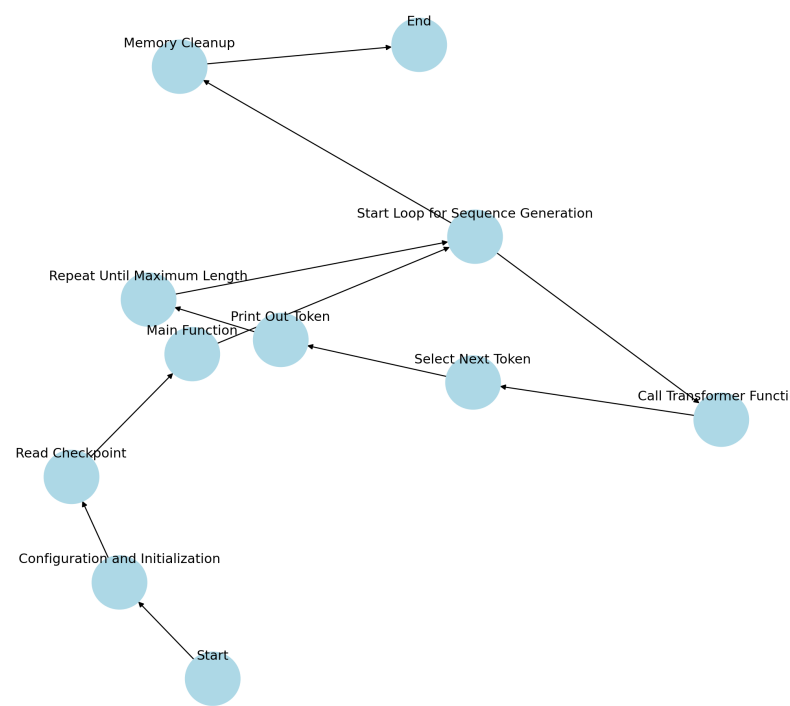 End
Memory Cleanup
Start Loop for Sequence Generation
Repeat Until Maximum Length
Print Out Token
Main Function
Select Next Token
Call Transformer Functi
Read Checkpoint
Configuration and Initialization
Start